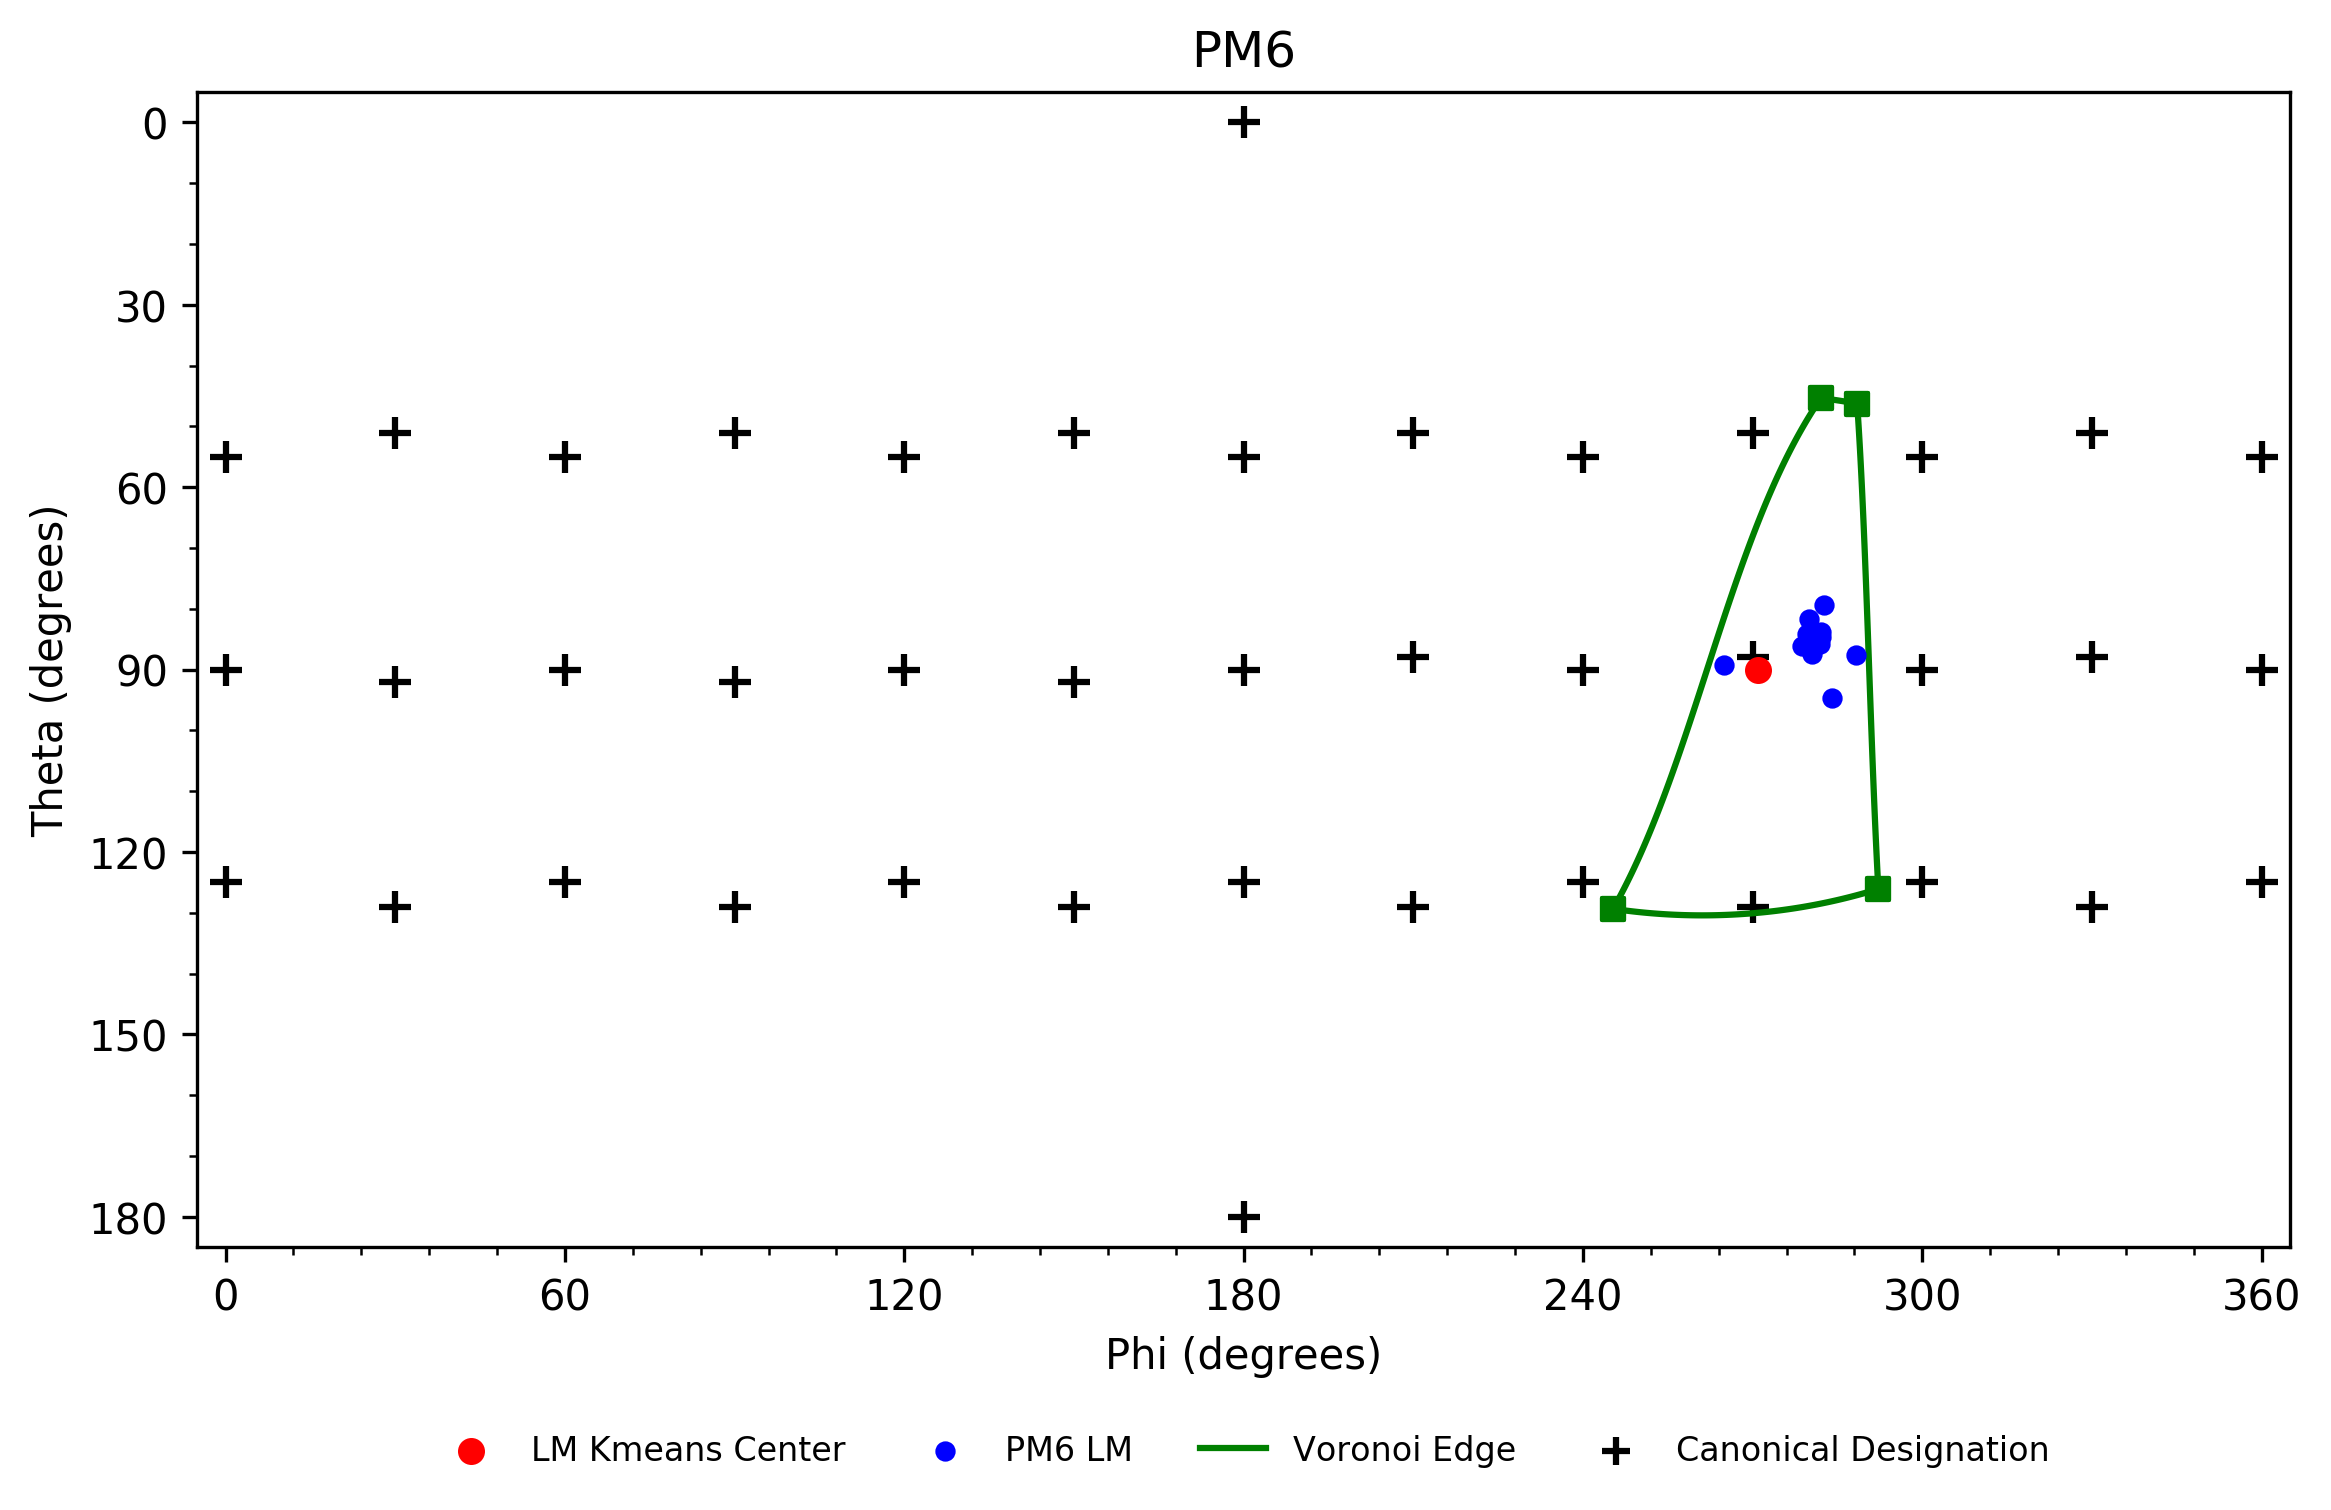 PM6
0
30
60
90
120
150
180
Theta (degrees)
0 60 120 180 240 300 360
Phi (degrees)
LM Kmeans Center PM6 LM Voronoi Edge Canonical Designation